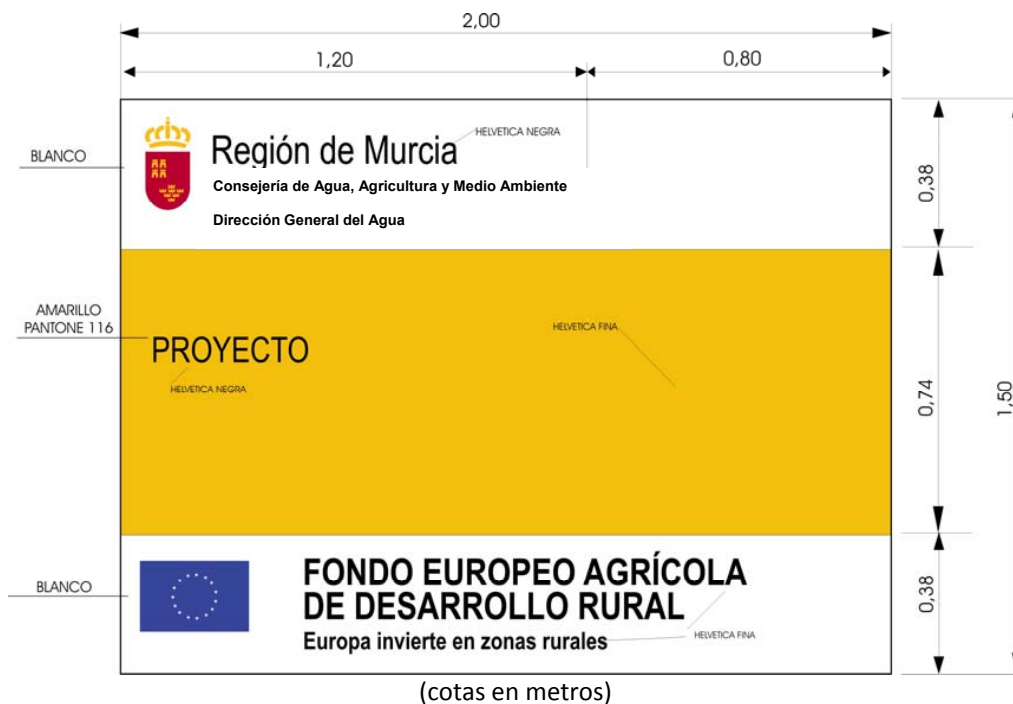 2,00
1,20
0,80
BLANCO
Región de Murcia
HELVETICA NEGRA
Consejería de Agua, Agricultura y Medio Ambiente
Dirección General del Agua
0,38
AMARILLO
PANTONE 116
PROYECTO
HELVETICA NEGRA
HELVETICA FINA
0,74
1,50
BLANCO
FONDO EUROPEO AGRÍCOLA
DE DESARROLLO RURAL
Europa invierte en zonas rurales
HELVETICA FINA
0,38
(cotas en metros)